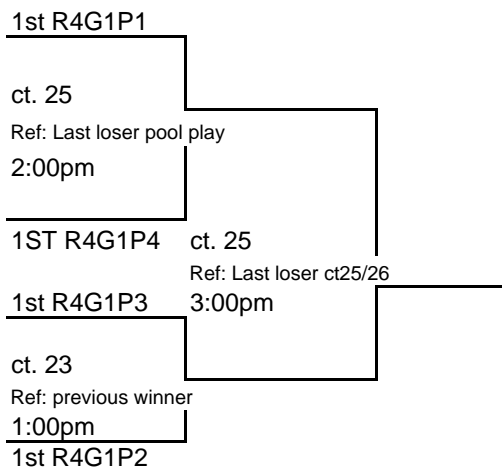 1st R4G1P1
ct. 25
Ref: Last loser pool play
2:00pm
1ST R4G1P4
ct. 25
Ref: Last loser ct25/26
3:00pm
1st R4G1P3
ct. 23
Ref: previous winner
1:00pm
1st R4G1P2